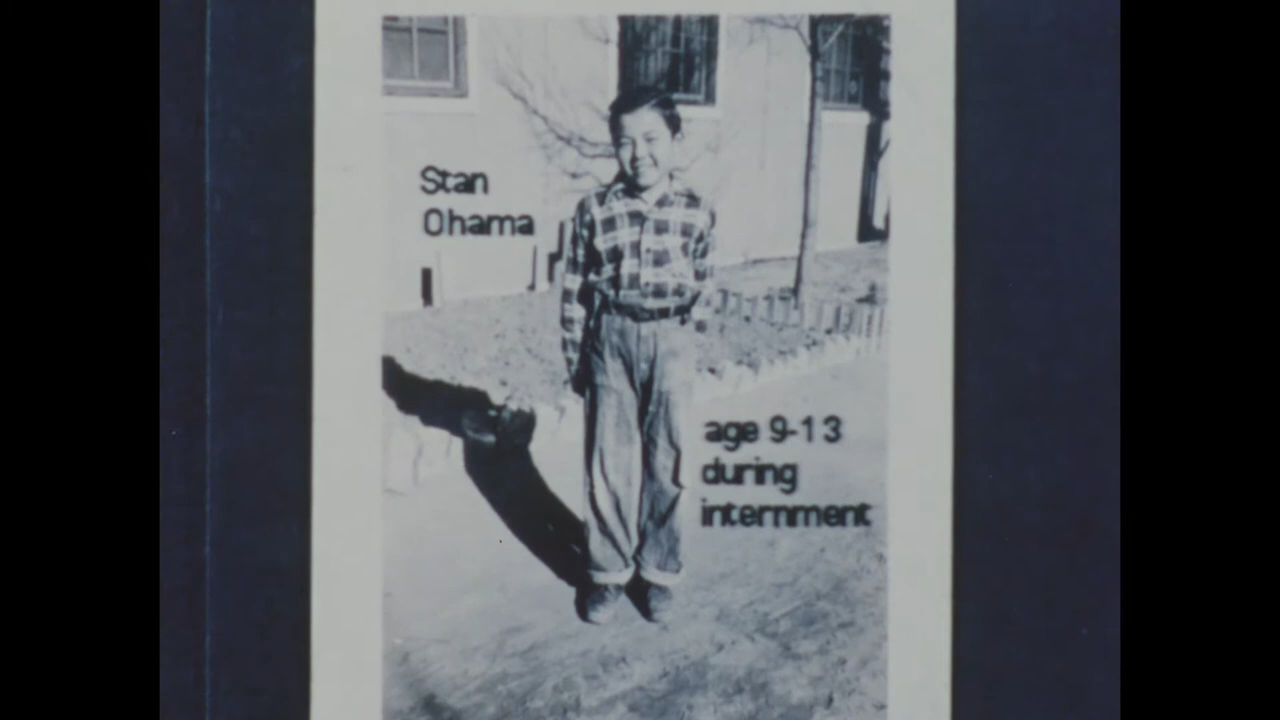 Stan
Ohama
age 9-13
during
internment